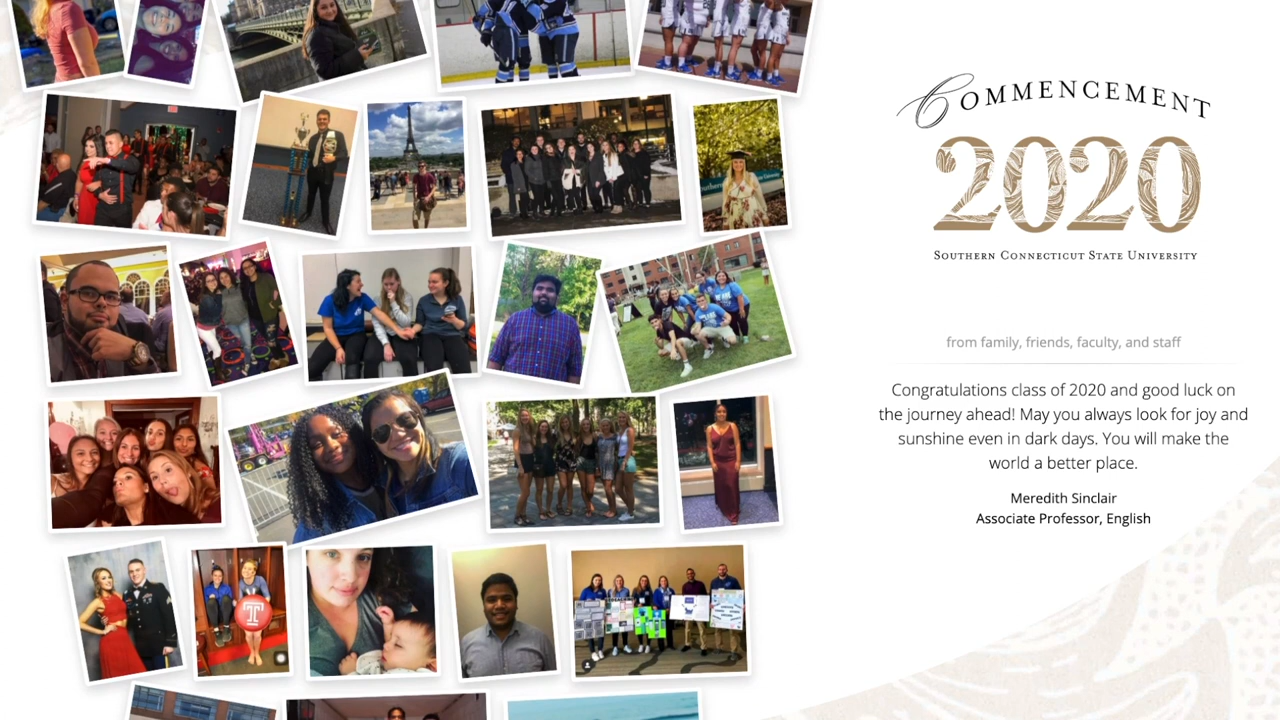 COMMENCEMENT
2020
SOUTHERN CONNECTICUT STATE UNIVERSITY
from family, friends, faculty, and staff
Congratulations class of 2020 and good luck on
the journey ahead! May you always look for joy and
sunshine even in dark days. You will make the
world a better place.
Meredith Sinclair
Associate Professor, English
T